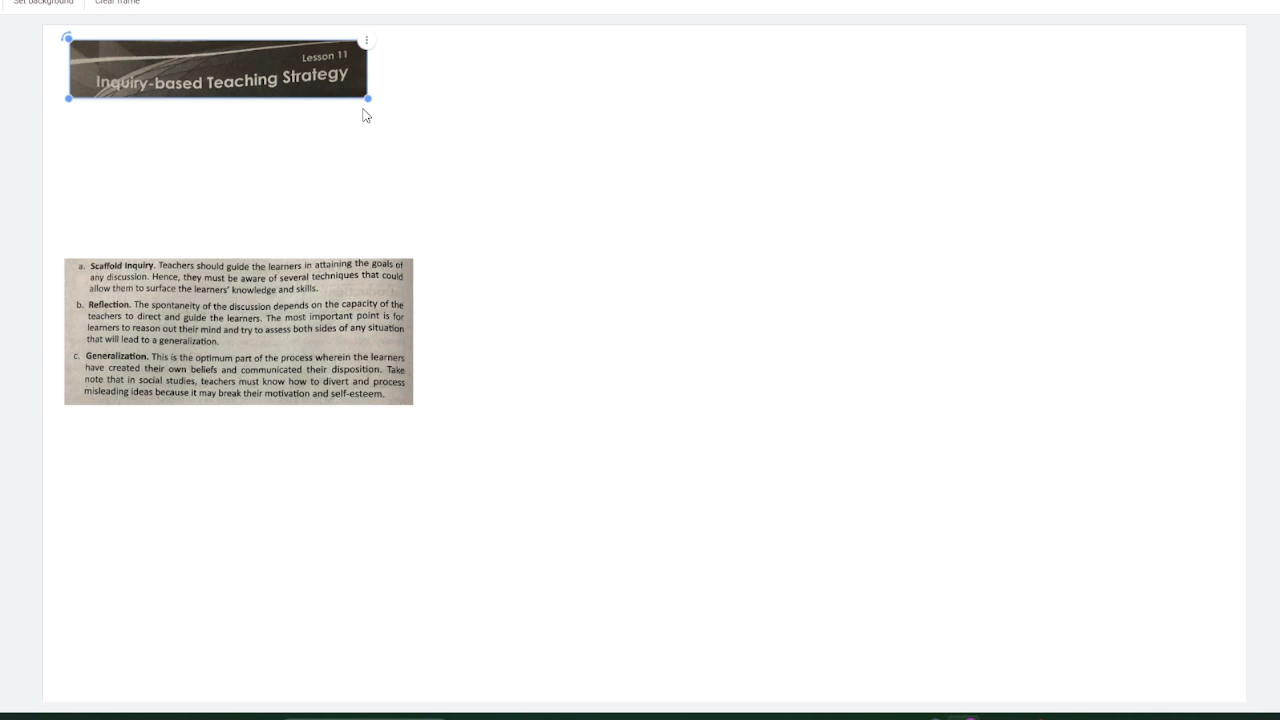 Set background
Clear frame
Lesson 11
Inquiry-based Teaching Strategy
a. Scaffold Inquiry. Teachers should guide the learners in attaining the goals of
any discussion. Hence, they must be aware of several techniques that could
allow them to surface the learners' knowledge and skills.
b. Reflection. The spontaneity of the discussion depends on the capacity of the
teachers to direct and guide the learners. The most important point is for
learners to reason out their mind and try to assess both sides of any situation
that will lead to a generalization.
c. Generalization. This is the optimum part of the process wherein the learners
have created their own beliefs and communicated their disposition. Take
note that in social studies, teachers must know how to divert and process
misleading ideas because it may break their motivation and self-esteem.